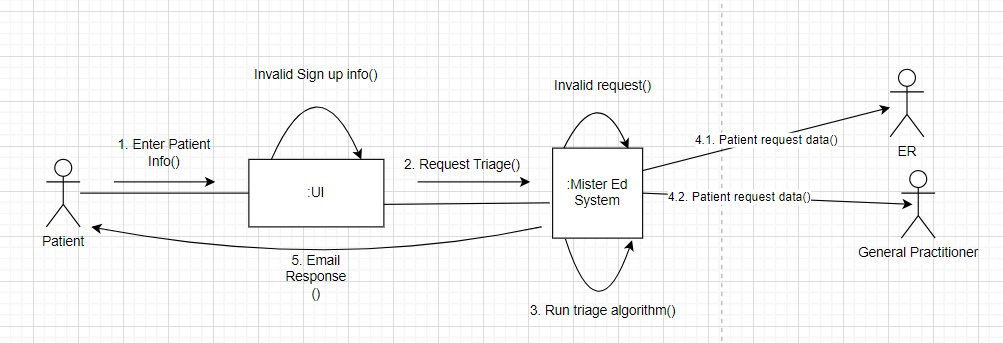 Invalid Sign up info()
Invalid request()
1. Enter Patient
Info()
:UI
2. Request Triage()
:Mister Ed
System
4.1. Patient request data()
ER
4.2. Patient request data()
General Practitioner
Patient
5. Email
Response
()
3. Run triage algorithm()